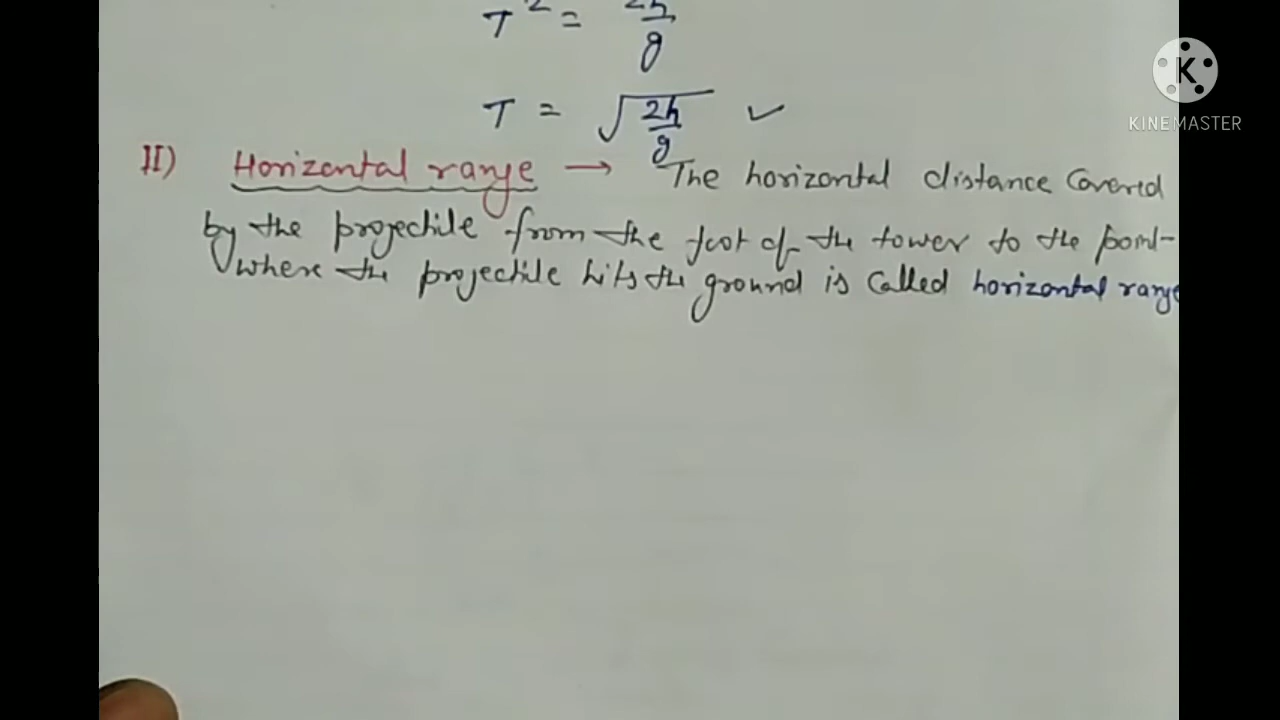 T² = 2h/g
T = √2h/g ✓
II) Horizontal range → The horizontal distance Covered
by the projectile from the foot of the tower to the point
where the projectile hits the ground is Called horizontal range
K
KINEMASTER